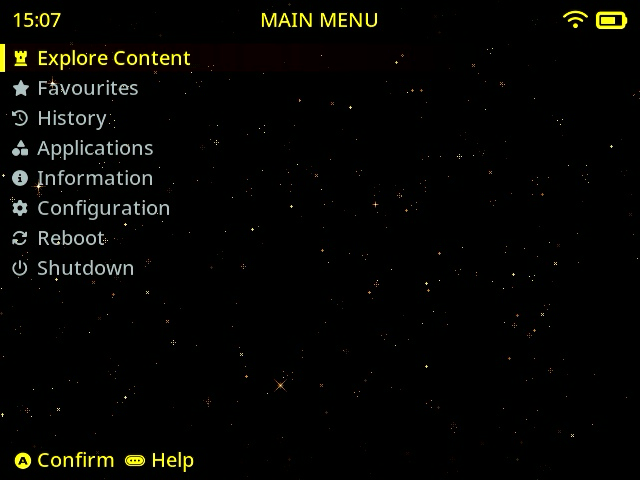 15:07 MAIN MENU
Explore Content
Favourites
History
Applications
Information
Configuration
Reboot
Shutdown
A Confirm Help